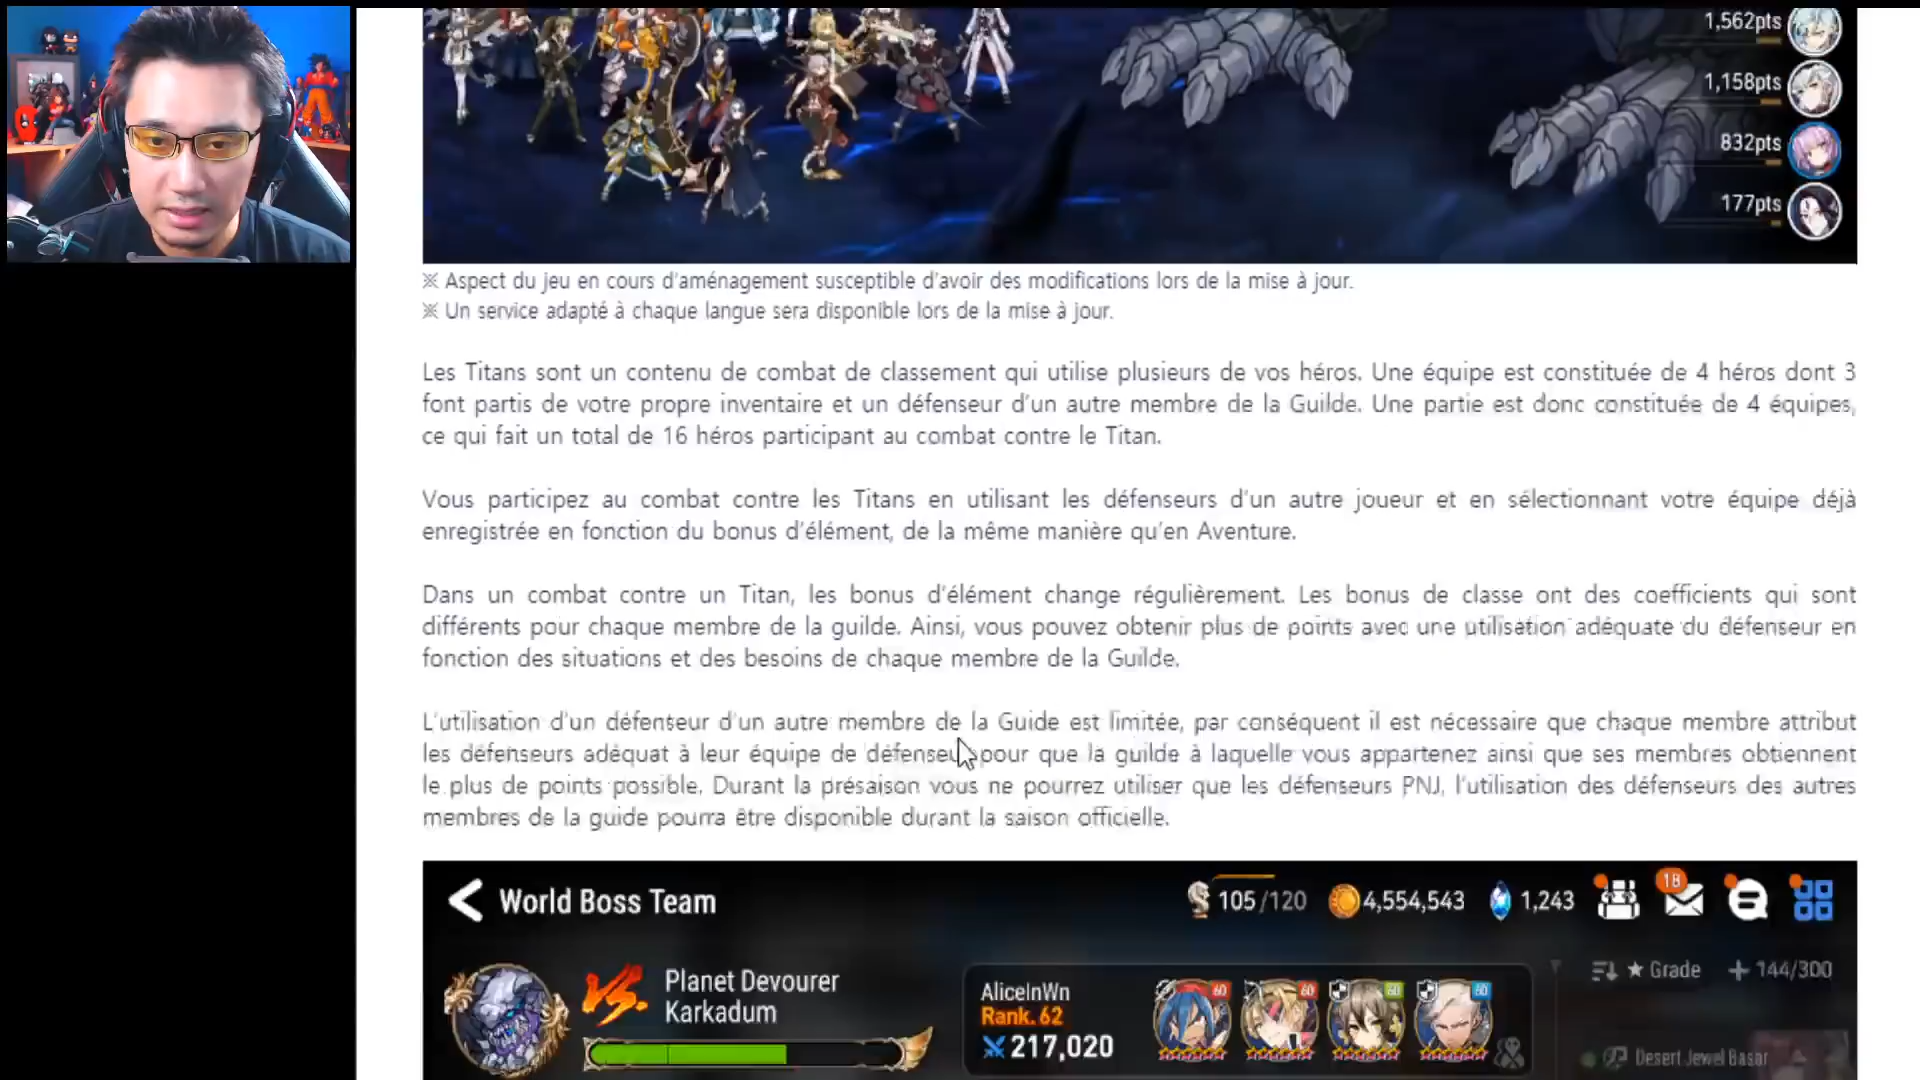 1,562pts
1,158pts
832pts
177pts
※ Aspect du jeu en cours d'aménagement susceptible d'avoir des modifications lors de la mise à jour.
※ Un service adapté à chaque langue sera disponible lors de la mise à jour.
Les Titans sont un contenu de combat de classement qui utilise plusieurs de vos héros. Une équipe est constituée de 4 héros dont 3
font partis de votre propre inventaire et un défenseur d'un autre membre de la Guilde. Une partie est donc constituée de 4 équipes,
ce qui fait un total de 16 héros participant au combat contre le Titan.
Vous participez au combat contre les Titans en utilisant les défenseurs d'un autre joueur et en sélectionnant votre équipe déjà
enregistrée en fonction du bonus d'élément, de la même manière qu'en Aventure.
Dans un combat contre un Titan, les bonus d'élément change régulièrement. Les bonus de classe ont des coefficients qui sont
différents pour chaque membre de la guilde. Ainsi, vous pouvez obtenir plus de points avec une utilisation adéquate du défenseur en
fonction des situations et des besoins de chaque membre de la Guilde.
L'utilisation d'un défenseur d'un autre membre de la Guide est limitée, par conséquent il est nécessaire que chaque membre attribut
les défenseurs adéquat à leur équipe de défenseur pour que la guilde à laquelle vous appartenez ainsi que ses membres obtiennent
le plus de points possible. Durant la présaison vous ne pourrez utiliser que les défenseurs PNJ, l'utilisation des défenseurs des autres
membres de la guide pourra être disponible durant la saison officielle.
World Boss Team
105/120
4,554,543
1,243
18
VS.
Planet Devourer
Karkadum
AliceInWn
Rank. 62
217,020
60
60
60
60
★ Grade
144/300
Desert Jewel Basar